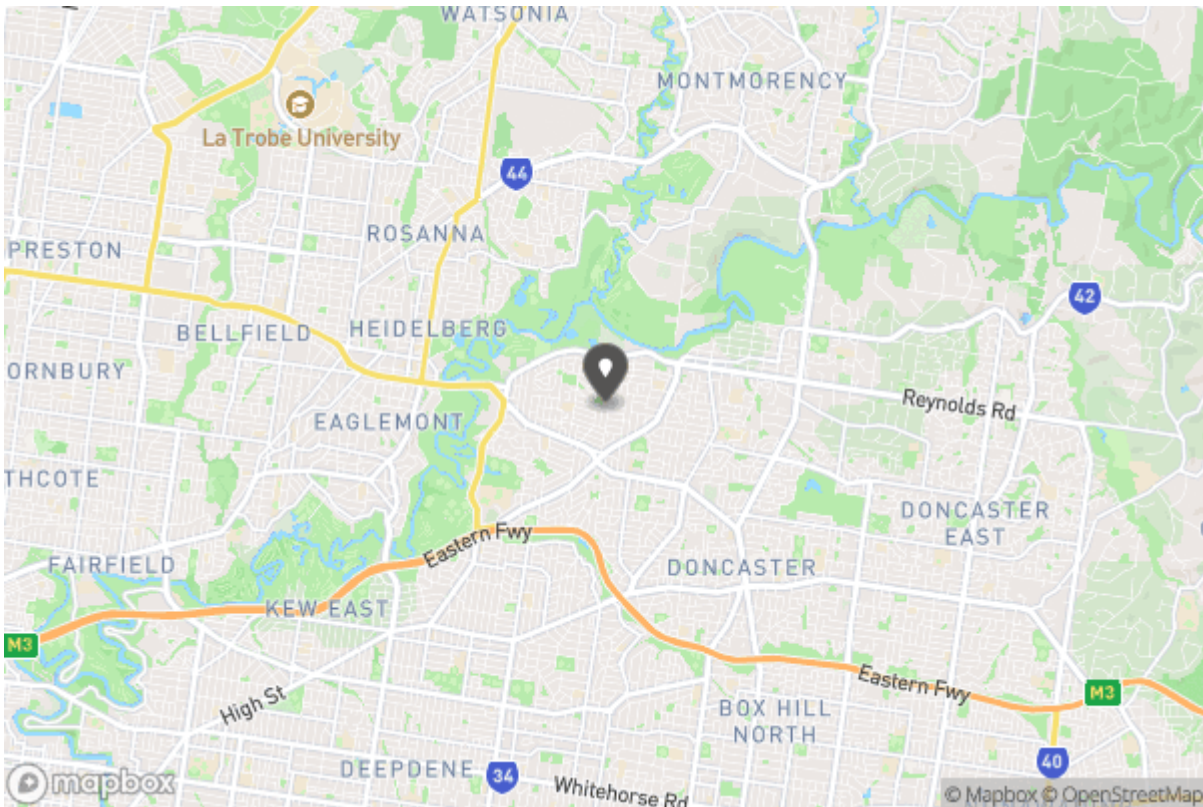 WATSONIA
MONTMORENCY
La Trobe University
44
ROSANNA
PRESTON
42
HEIDELBERG
BELLFIELD
ORNBURY
Reynolds Rd
EAGLEMONT
THCOTE
DONCASTER
EAST
Eastern Fwy
FAIRFIELD
DONCASTER
KEW EAST
M3
Eastern Fwy
M3
High St
BOX HILL
NORTH
40
DEEPDENE
34
Whitehorse Rd
mapbox
© Mapbox © OpenStreetMap